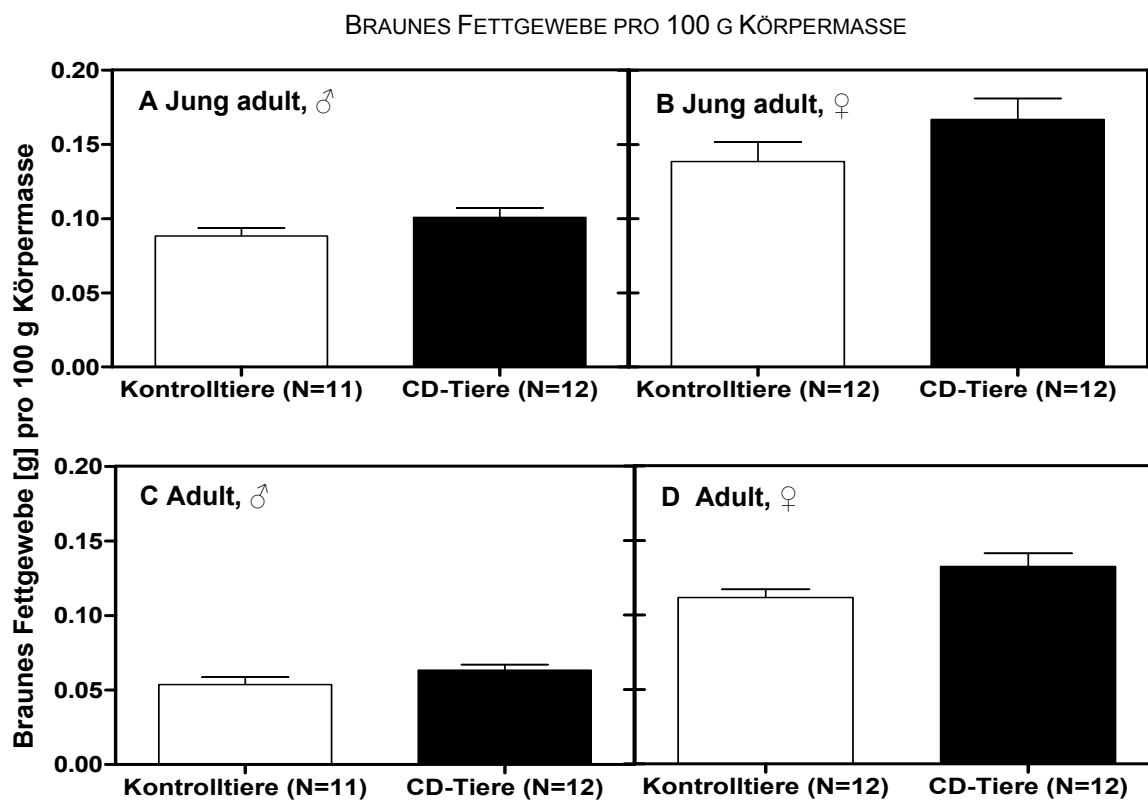 BRAUNES FETTGEWEBE PRO 100 G KÖRPERMASSE
Braunes Fettgewebe [g] pro 100 g Körpermasse
0.20
0.15
0.10
0.05
0.00
A Jung adult, ♂
Kontrolltiere (N=11)
CD-Tiere (N=12)
B Jung adult, ♀
Kontrolltiere (N=12)
CD-Tiere (N=12)
0.20
0.15
0.10
0.05
0.00
C Adult, ♂
Kontrolltiere (N=11)
CD-Tiere (N=12)
D Adult, ♀
Kontrolltiere (N=12)
CD-Tiere (N=12)